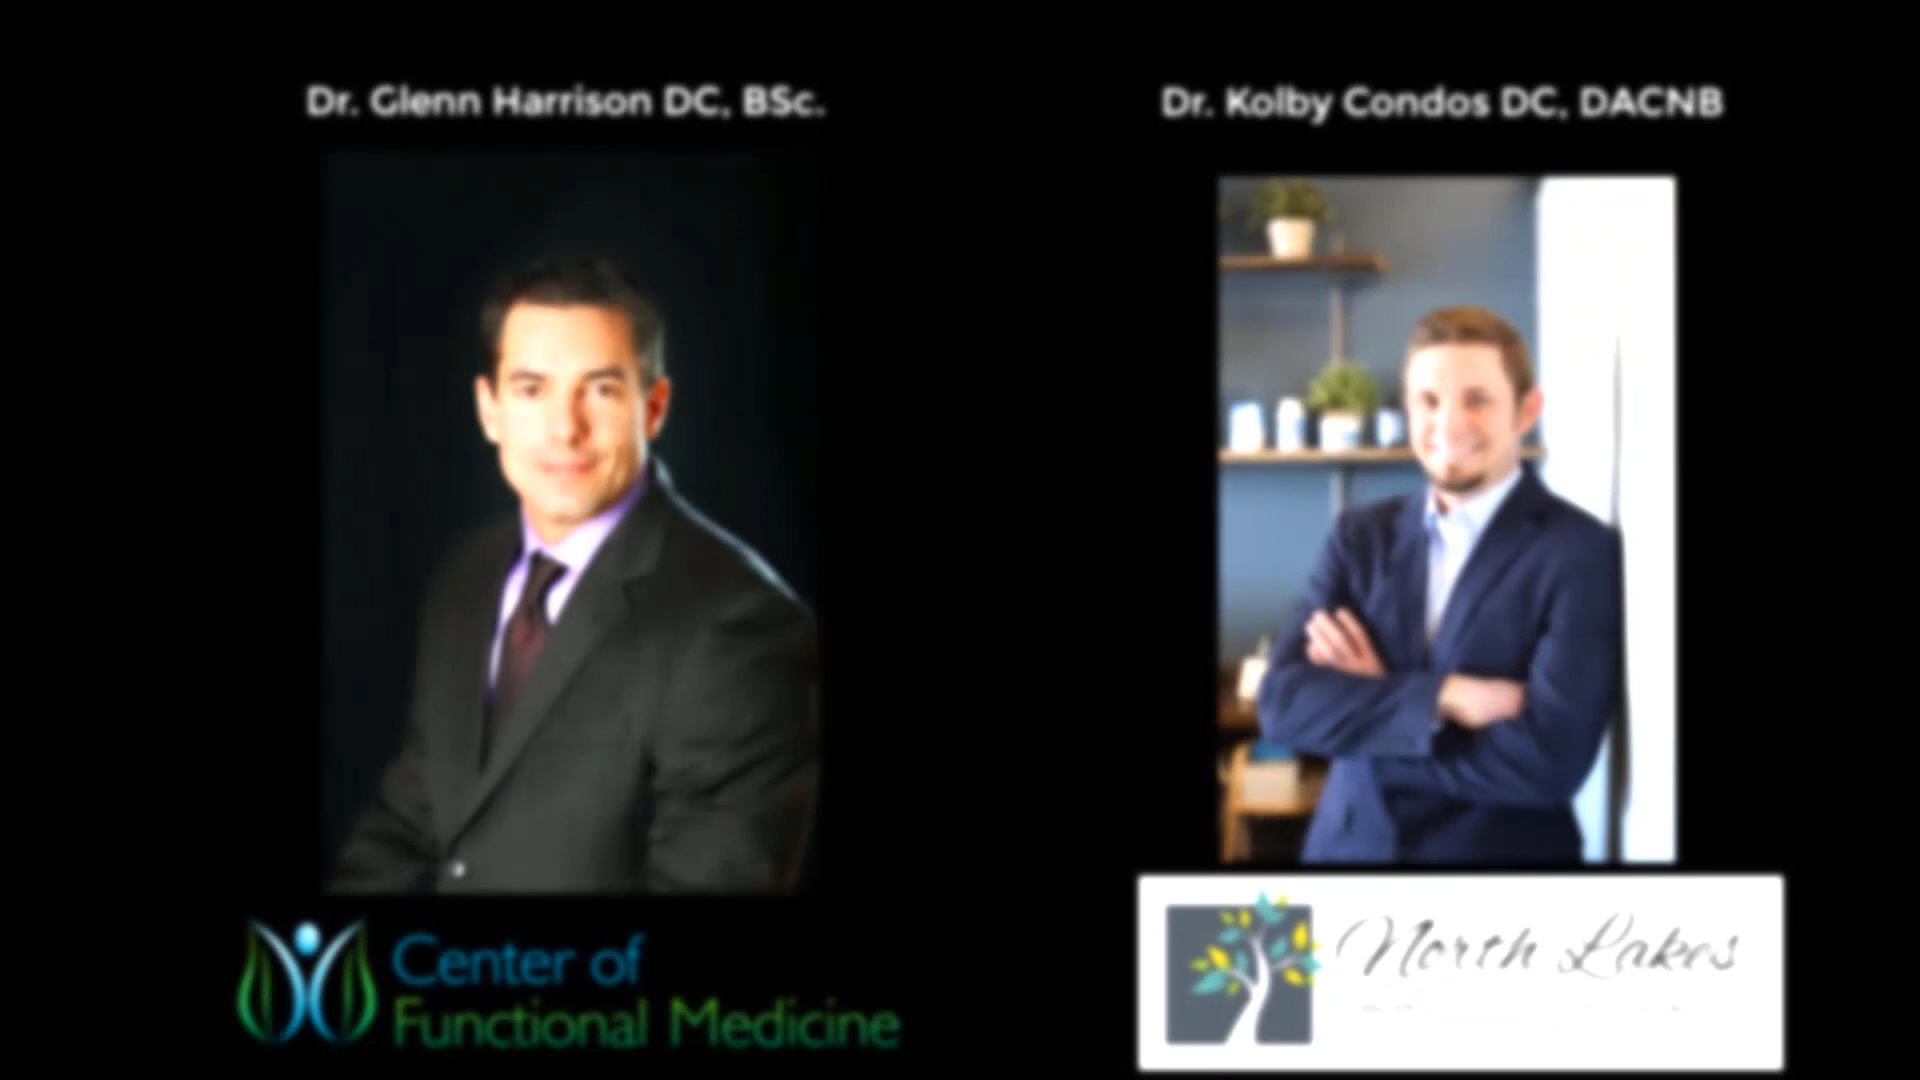 Dr. Glenn Harrison DC, BSc.
Dr. Kolby Condos DC, DACNB
Center of
Functional Medicine
North Lakes